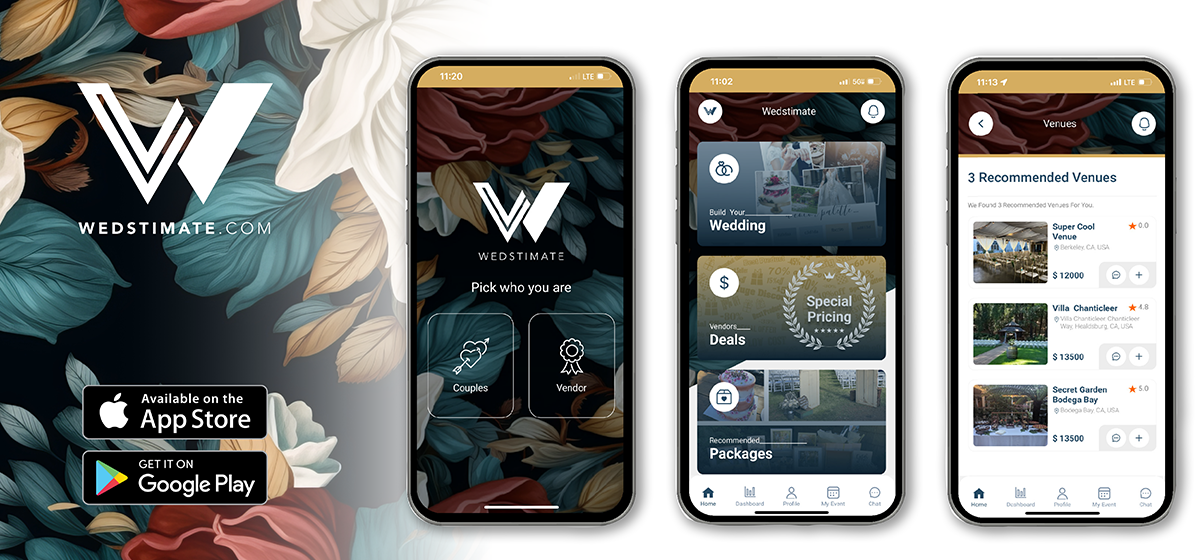 WEDSTIMATE.COM
Available on the
App Store
GET IT ON
Google Play
11:20
LTE
WEDSTIMATE
Pick who you are
Couples
Vendor
11:02
5G
Wedstimate
Build Your
Wedding
Vendors
Deals
Special
Pricing
Recommended
Packages
Home
Dashboard
Profile
My Event
Chat
11:13
LTE
Venues
3 Recommended Venues
We Found 3 Recommended Venues For You.
Super Cool
Venue
0.0
Berkeley, CA, USA
$ 12000
Villa Chanticleer
4.8
Villa Chanticleer Chanticleer
Way, Healdsburg, CA, USA
$ 13500
Secret Garden
Bodega Bay
5.0
Bodega Bay, CA, USA
$ 13500
Home
Dashboard
Profile
My Event
Chat